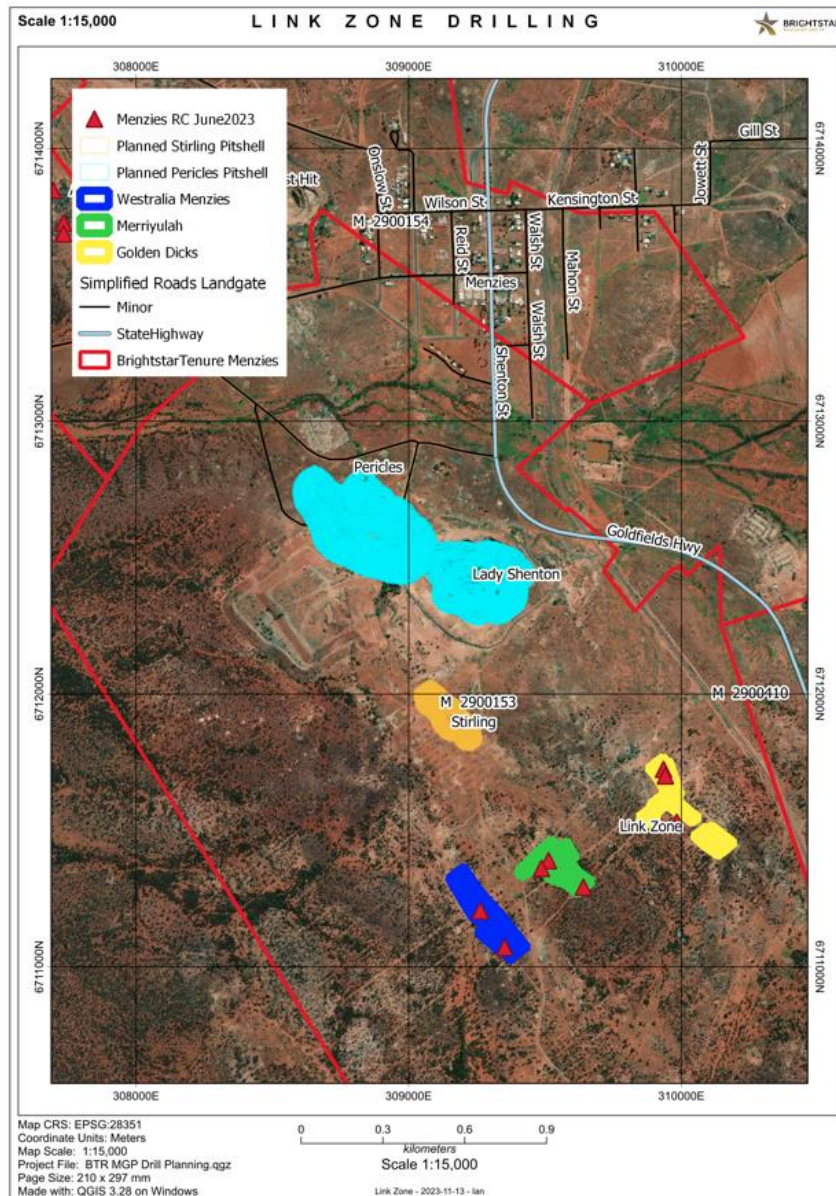 Scale 1:15,000
LINK ZONE DRILLING
BRIGHTSTAR
308000E
309000E
310000E
Menzies RC June2023
Planned Stirling Pitshell
Planned Pericles Pitshell
Westralia Menzies
Merriyulah
Golden Dicks
Simplified Roads Landgate
Minor
StateHighway
BrightstarTenure Menzies
st Hit
6714000N
6714000N
Gill St
Onslow St
Jowett St
Wilson St
Kensington St
M 2900154
Reid St
Walsh St
Mahon St
Menzies
Walsh St
Shenton St
6713000N
6713000N
Pericles
Goldfields Hwy
Lady Shenton
6712000N
6712000N
M 2900153
M 2900410
Stirling
Link Zone
6711000N
6711000N
308000E
309000E
310000E
Map CRS: EPSG:28351
Coordinate Units: Meters
Map Scale: 1:15,000
Project File: BTR MGP Drill Planning.qgz
Page Size: 210 x 297 mm
Made with: QGIS 3.28 on Windows
0 0.3 0.6 0.9
kilometers
Scale 1:15,000
Link Zone - 2023-11-13 - Ian